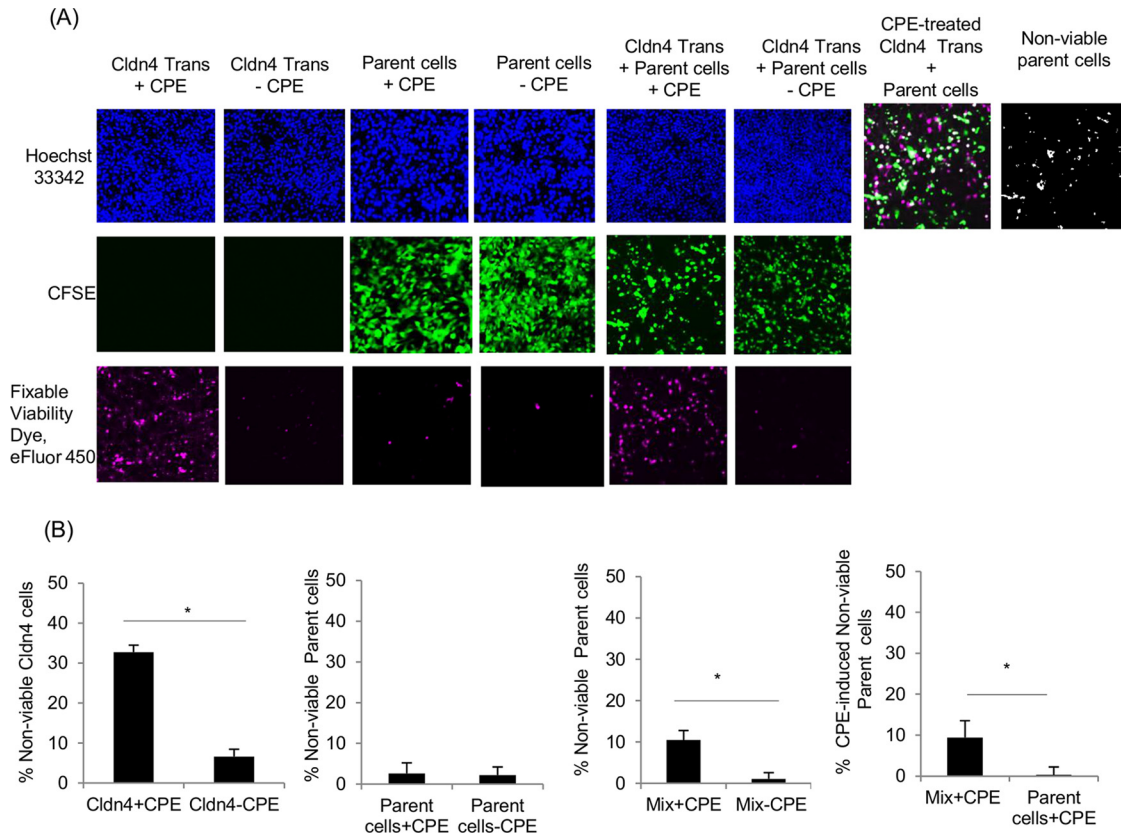 (A)
Cldn4 Trans
+ CPE
Cldn4 Trans
- CPE
Parent cells
+ CPE
Parent cells
- CPE
Cldn4 Trans
+ Parent cells
+ CPE
Cldn4 Trans
+ Parent cells
- CPE
CPE-treated
Cldn4 Trans
+
Parent cells
Non-viable
parent cells
Hoechst
33342
CFSE
Fixable
Viability
Dye,
eFluor 450
(B)
% Non-viable Cldn4 cells
50
40
30
20
10
0
*
Cldn4+CPE
Cldn4-CPE
% Non-viable Parent cells
50
40
30
20
10
0
Parent
cells+CPE
Parent
cells-CPE
% Non-viable Parent cells
50
40
30
20
10
0
*
Mix+CPE
Mix-CPE
% CPE-induced Non-viable
Parent cells
50
40
30
20
10
0
*
Mix+CPE
Parent
cells+CPE